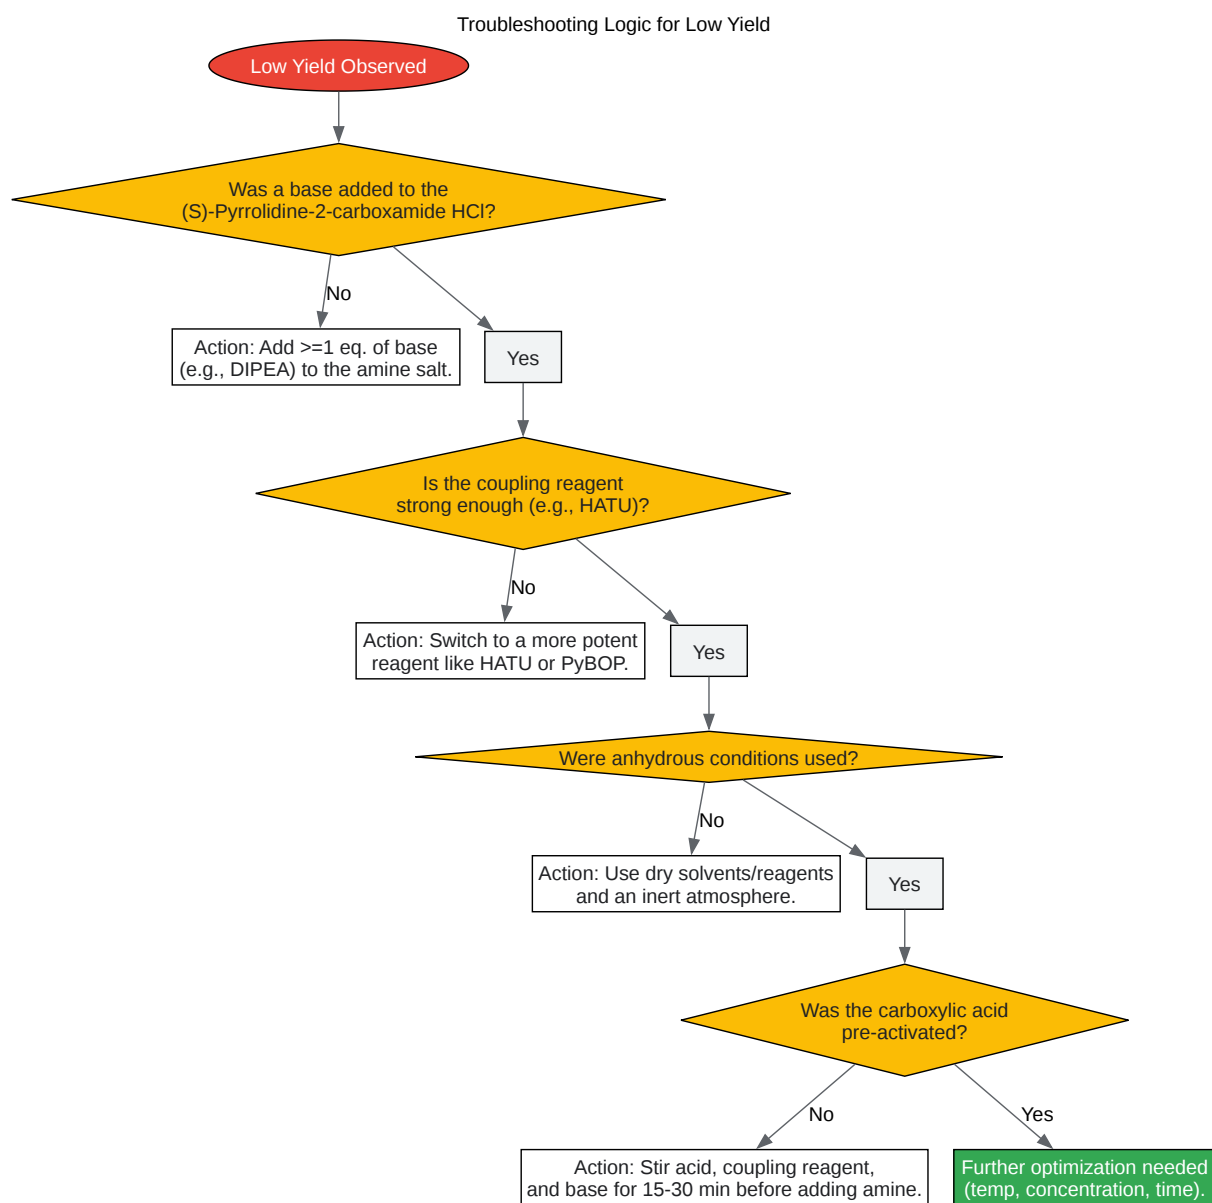 Troubleshooting Logic for Low Yield
Low Yield Observed
Was a base added to the
(S)-Pyrrolidine-2-carboxamide HCl?
No
Action: Add >=1 eq. of base
(e.g., DIPEA) to the amine salt.
Yes
Is the coupling reagent
strong enough (e.g., HATU)?
No
Action: Switch to a more potent
reagent like HATU or PyBOP.
Yes
Were anhydrous conditions used?
No
Action: Use dry solvents/reagents
and an inert atmosphere.
Yes
Was the carboxylic acid
pre-activated?
No
Yes
Action: Stir acid, coupling reagent,
and base for 15-30 min before adding amine.
Further optimization needed
(temp, concentration, time).